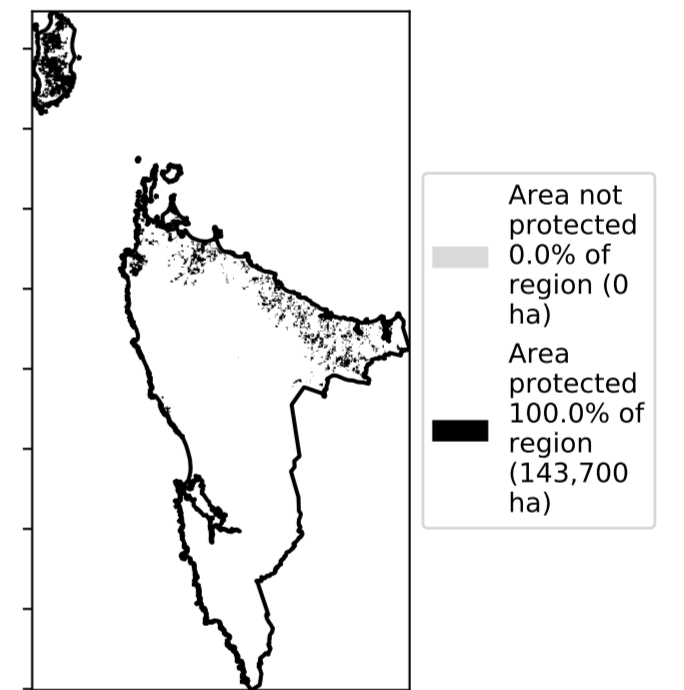 Area not
protected
0.0% of
region (0
ha)
Area
protected
100.0% of
region
(143,700
ha)